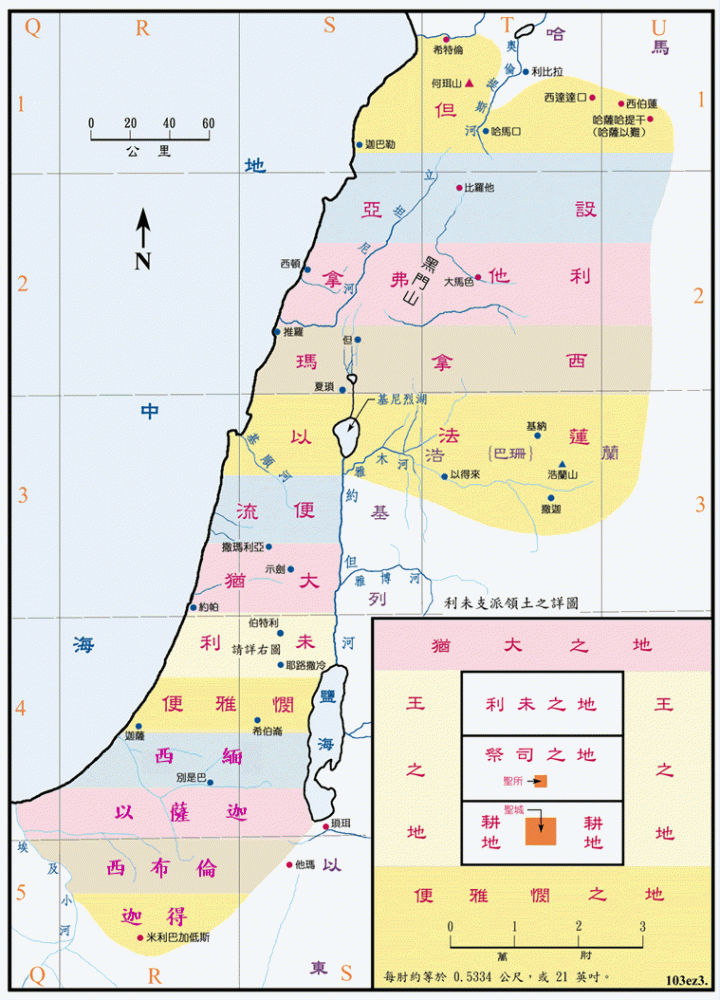 Q R S T U
1
2
3
4
5
1
2
3
Q R S
0 20 40 60
公里
N
地
中
海
希特倫
哈
馬
奧倫施斯河
利比拉
何珥山
但
西達達口
西伯蓮
哈薩哈提干
(哈薩以難)
迦巴勒
哈馬口
立坦尼河
比羅他
亞設
西頓
拿弗他利
黑門山
大馬色
推羅
但
瑪拿西
夏瑣
基尼烈湖
以法蓮
基納
浩蘭
{巴珊}
基順河
雅木河
以得來
浩蘭山
撒迦
流便
約但河
基列
撒瑪利亞
示劍
猶大
雅博河
約帕
伯特利
利未
請詳右圖
耶路撒冷
便雅憫
鹽海
迦薩
希伯崙
西緬
別是巴
以薩迦
瑣珥
埃及小河
西布倫
他瑪
以東
迦得
米利巴加低斯
利未支派領土之詳圖
猶大之地
王之地
利未之地
王之地
祭司之地
聖所
聖城
耕地
耕地
便雅憫之地
0 1 2 3
萬肘
每肘約等於 0.5334 公尺,或 21 英吋。
103ez3.